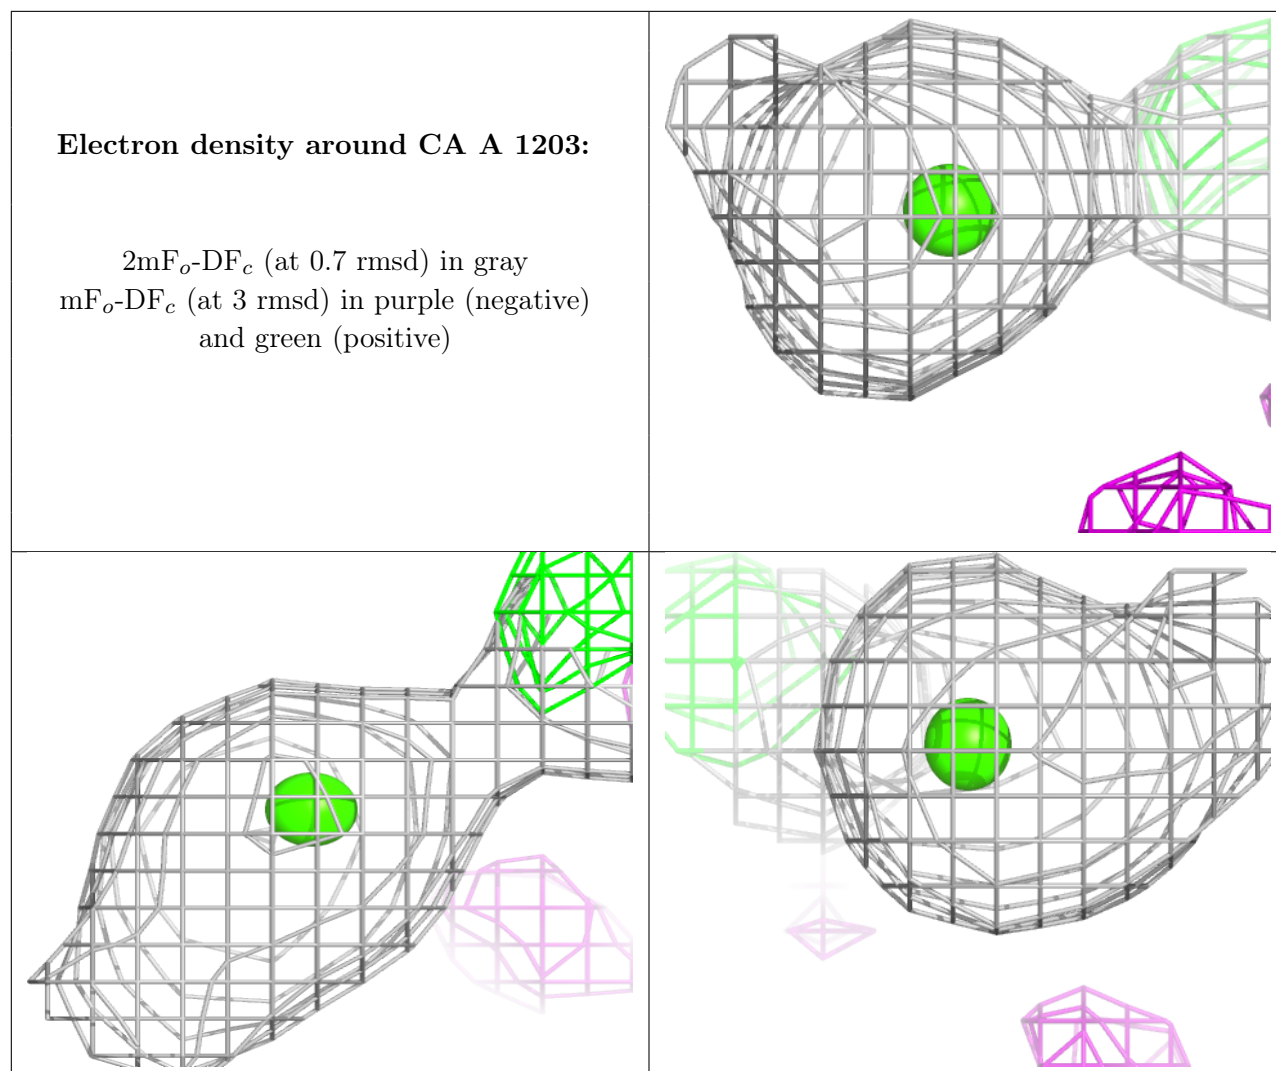 Electron density around CA A 1203:
2mFo-DFc (at 0.7 rmsd) in gray
mFo-DFc (at 3 rmsd) in purple (negative)
and green (positive)